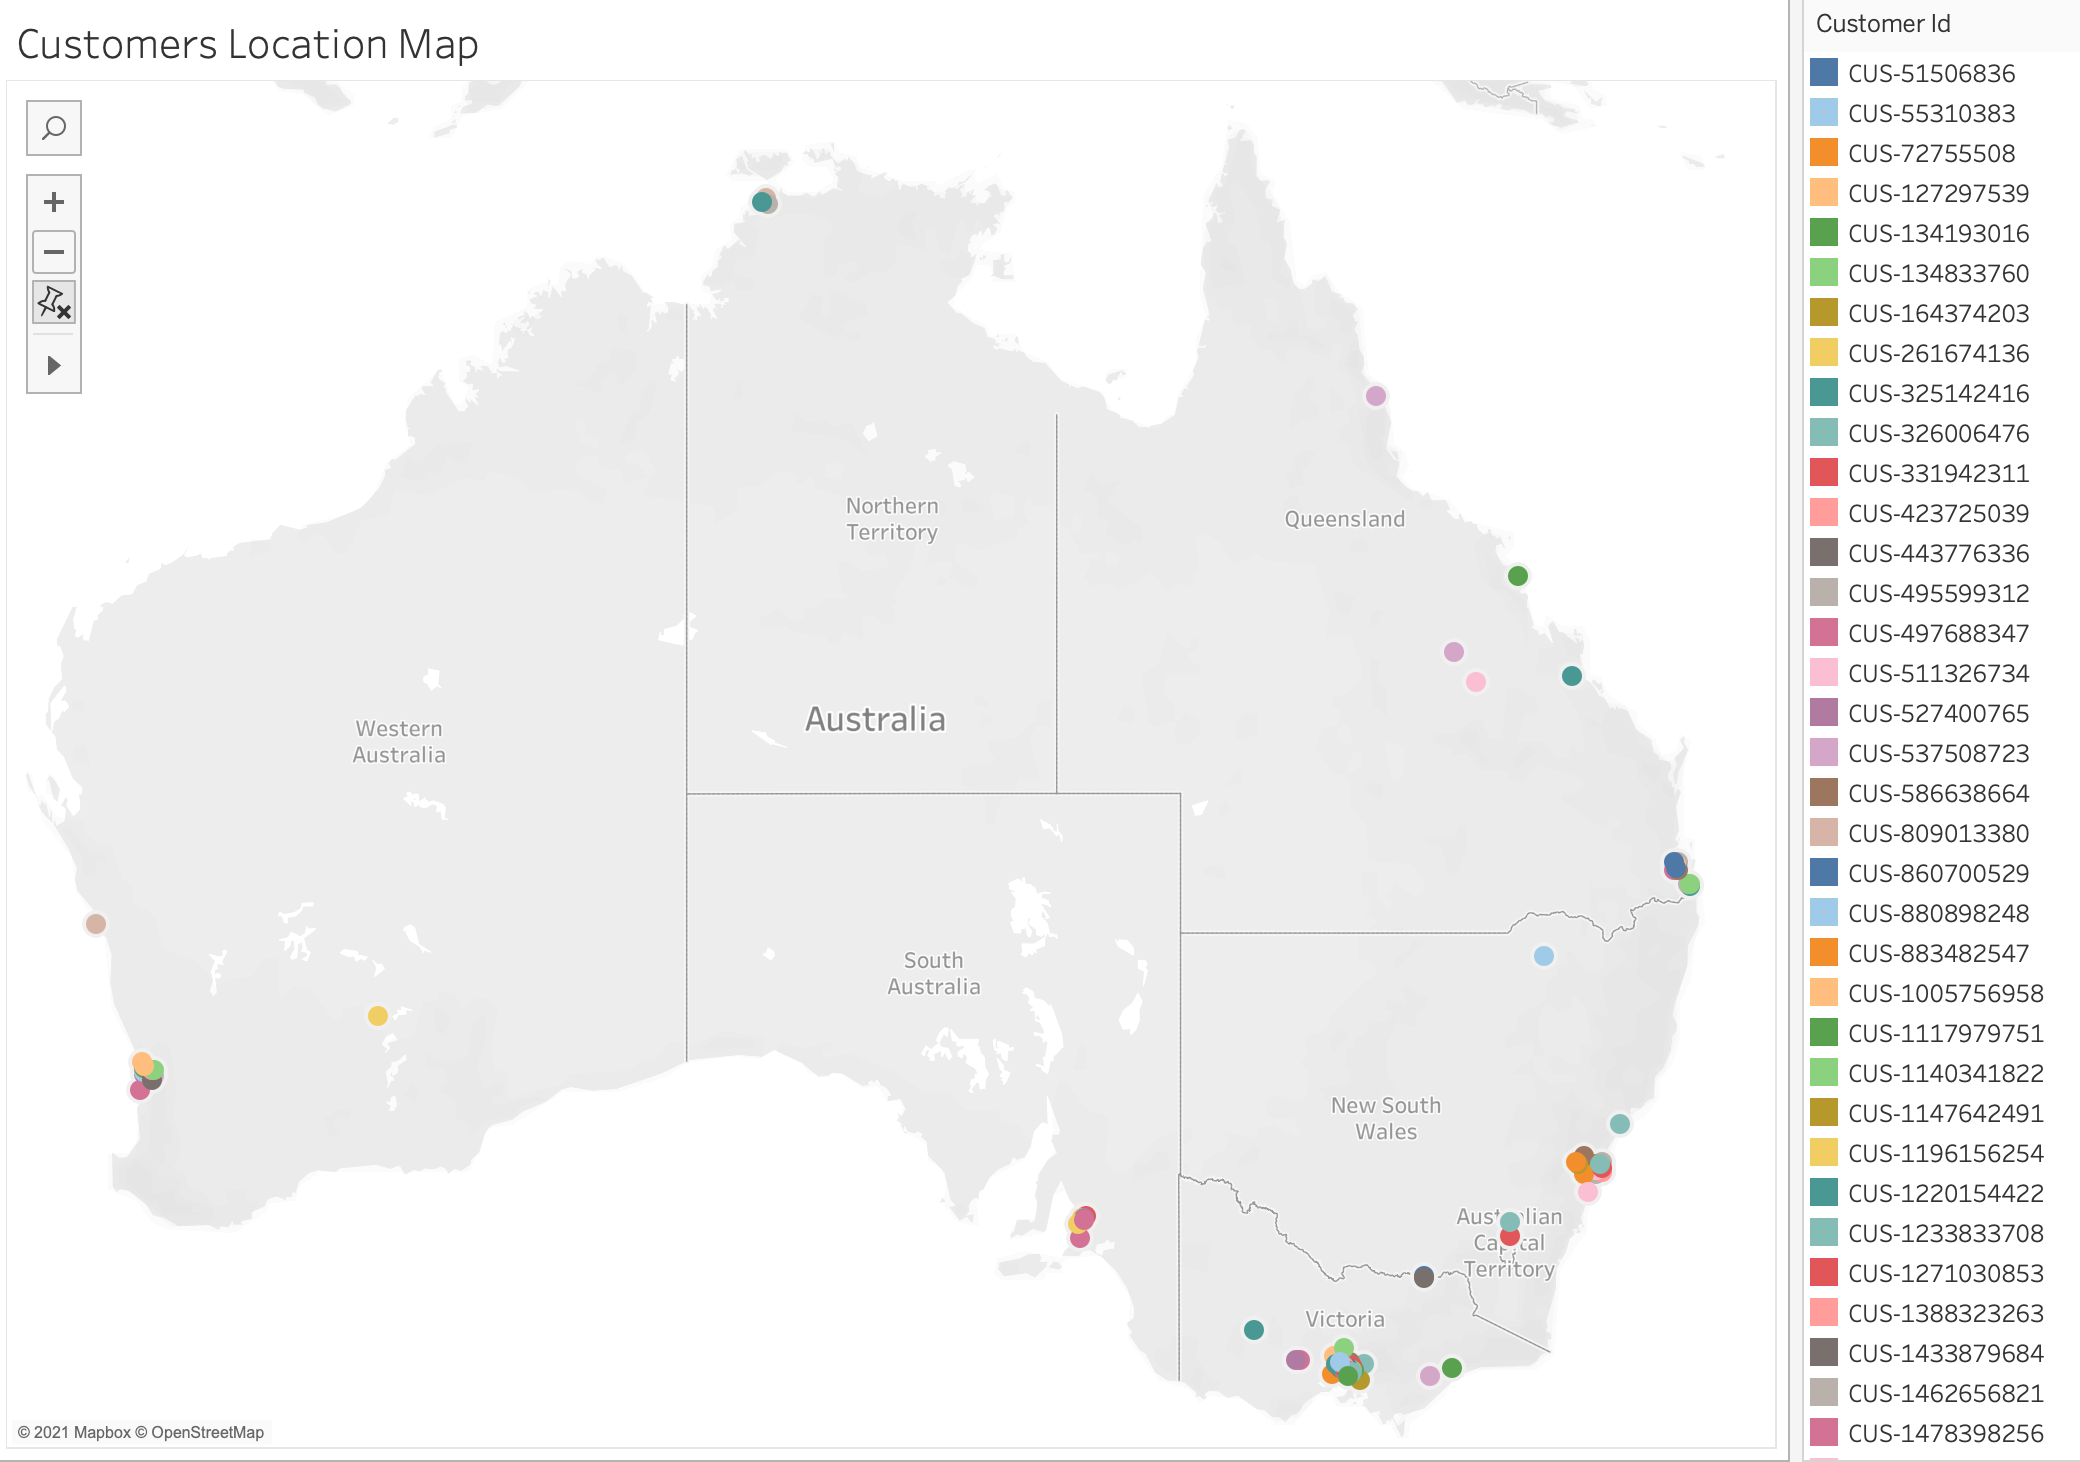 Customers Location Map
Northern
Territory
Queensland
Australia
Western
Australia
South
Australia
New South
Wales
Australian
Capital
Territory
Victoria
© 2021 Mapbox © OpenStreetMap
Customer Id
CUS-51506836
CUS-55310383
CUS-72755508
CUS-127297539
CUS-134193016
CUS-134833760
CUS-164374203
CUS-261674136
CUS-325142416
CUS-326006476
CUS-331942311
CUS-423725039
CUS-443776336
CUS-495599312
CUS-497688347
CUS-511326734
CUS-527400765
CUS-537508723
CUS-586638664
CUS-809013380
CUS-860700529
CUS-880898248
CUS-883482547
CUS-1005756958
CUS-1117979751
CUS-1140341822
CUS-1147642491
CUS-1196156254
CUS-1220154422
CUS-1233833708
CUS-1271030853
CUS-1388323263
CUS-1433879684
CUS-1462656821
CUS-1478398256